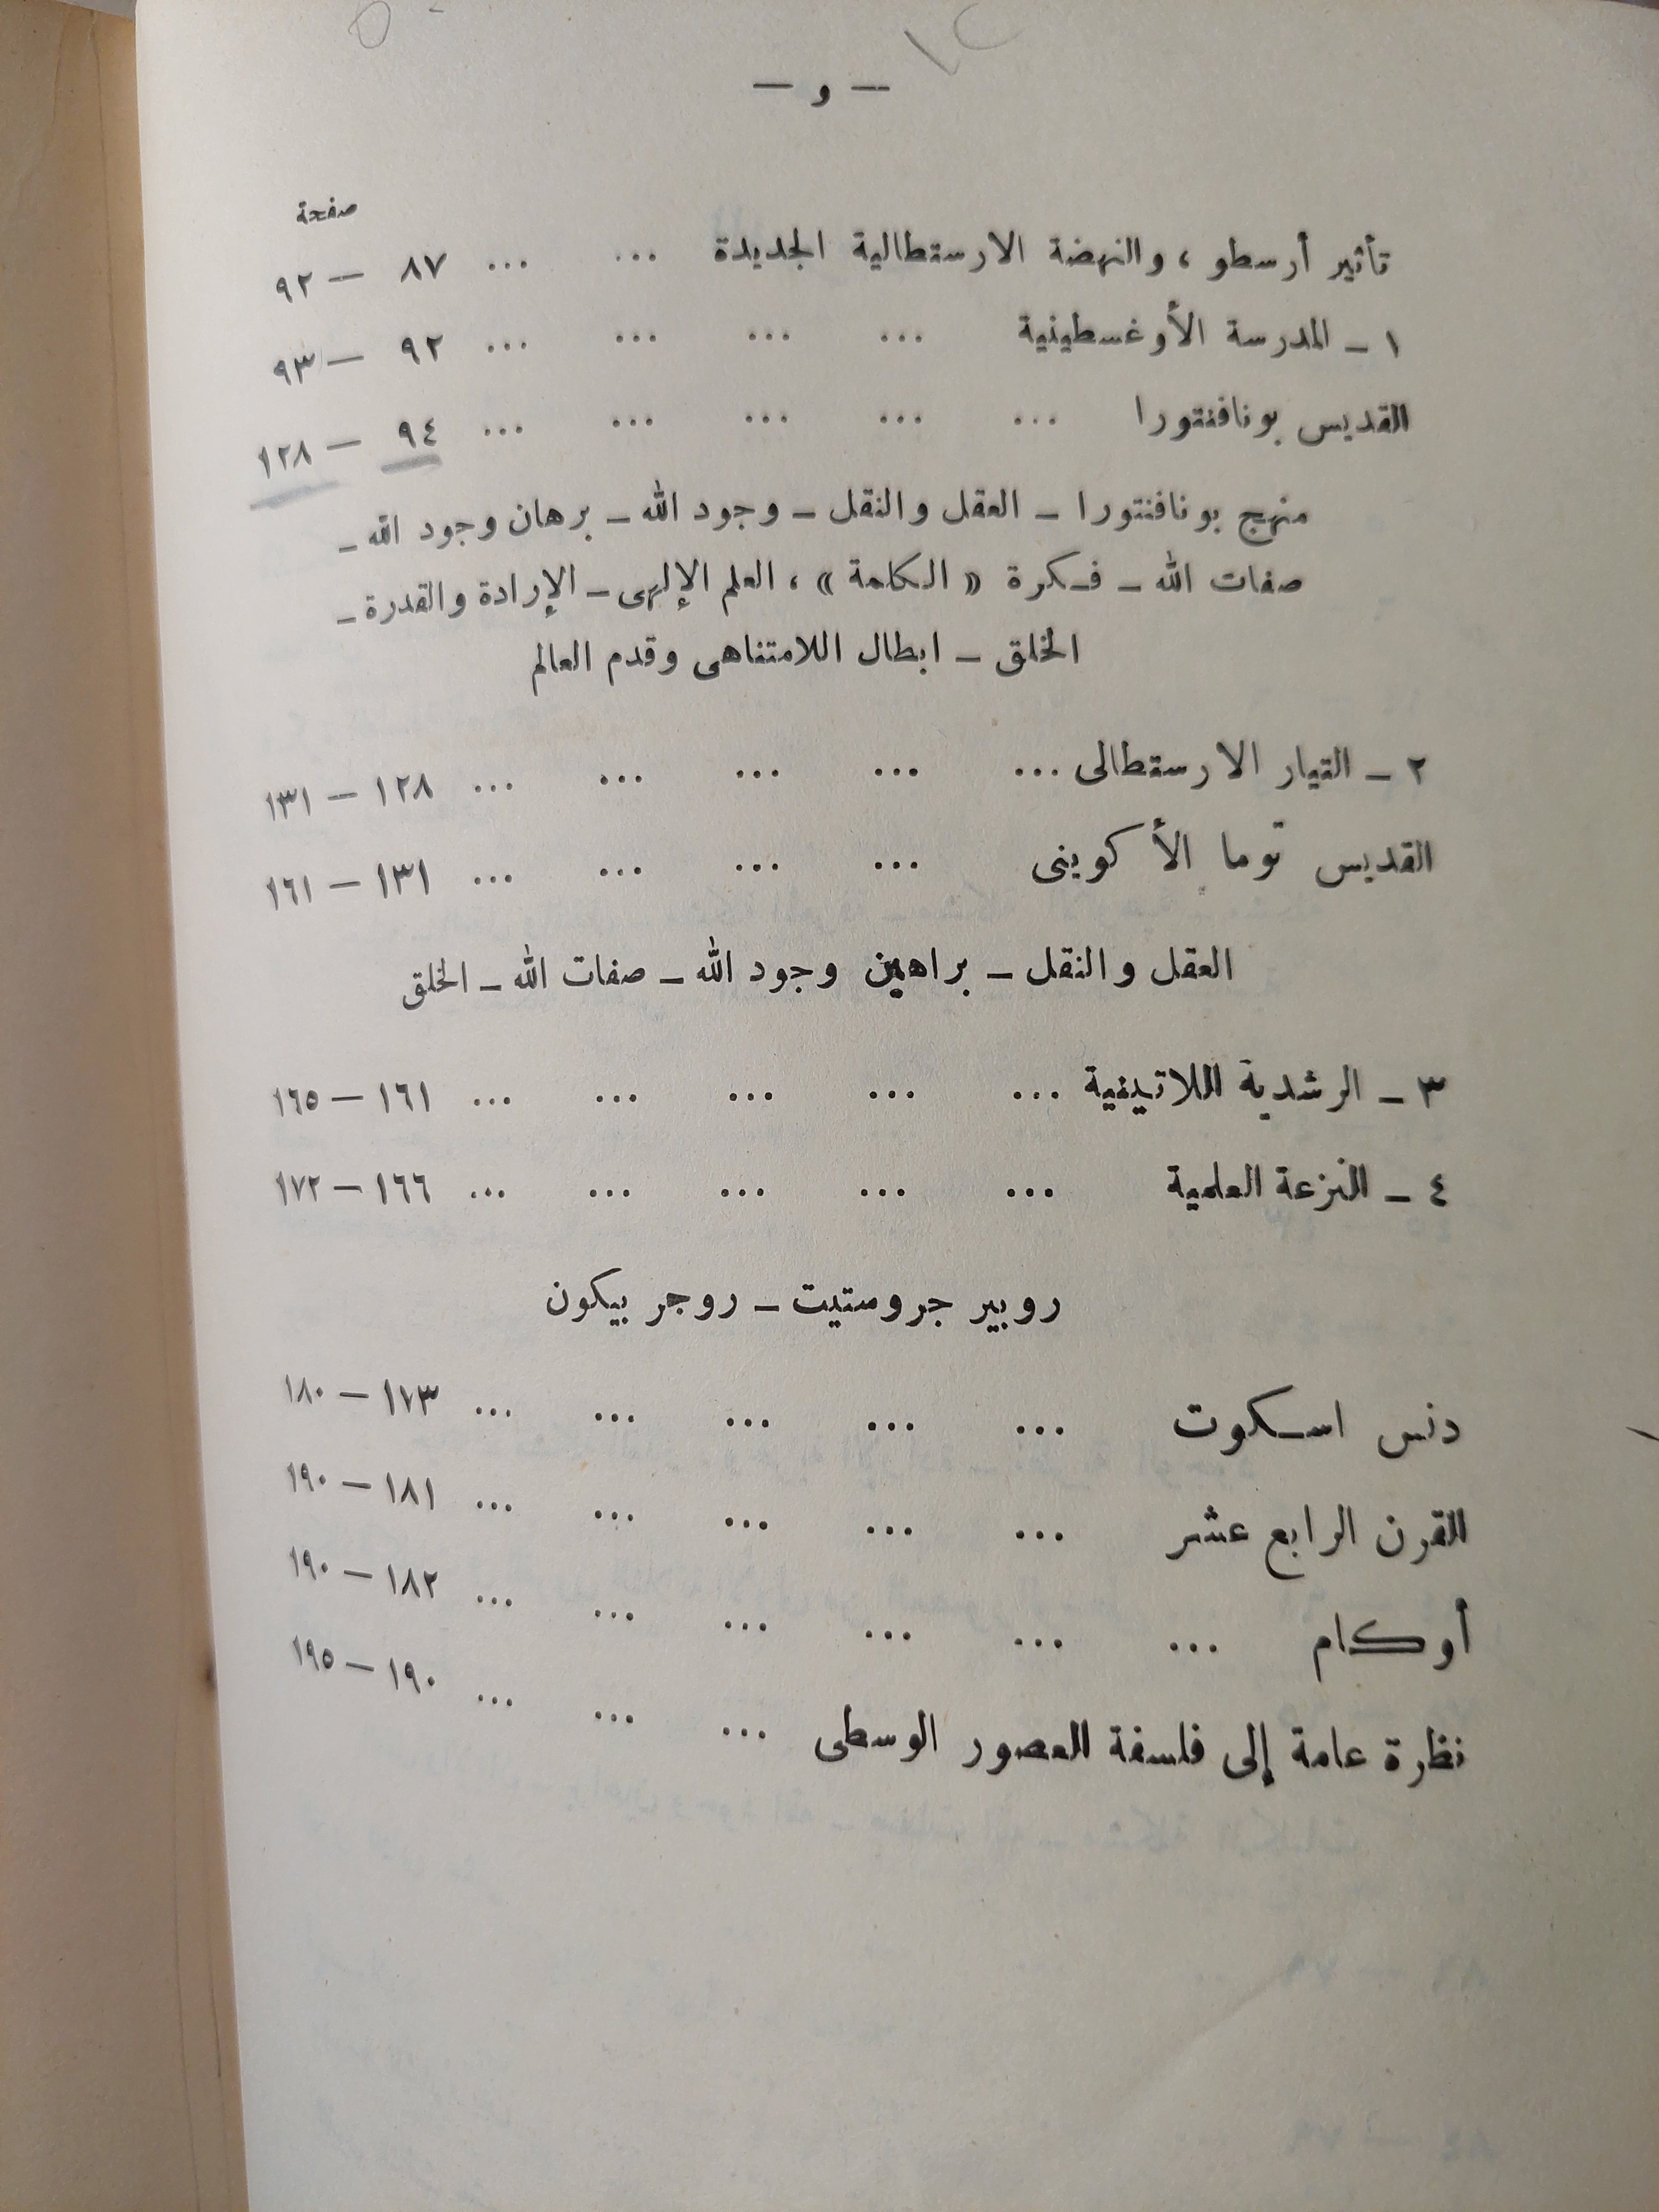 — و —
صفحة
تأثير أرسطو ، والنهضة الارستطالية الجديدة ... ... ٨٧ — ٩٢
١ — المدرسة الأوغسطينية ... ... ... ... ٩٢ — ٩٣
القديس بونافنتورا ... ... ... ... ... ٩٤ — ١٢٨
منهج بونافنتورا — العقل والنقل — وجود الله — برهان وجود الله —
صفات الله — فكرة « الكلمة » ، العلم الإلهى — الإرادة والقدرة —
الخلق — ابطال اللامتناهى وقدم العالم
٢ — التيار الارستطالى ... ... ... ... ... ١٢٨ — ١٣١
القديس توما الأكوينى ... ... ... ... ١٣١ — ١٦١
العقل والنقل — براهين وجود الله — صفات الله — الخلق
٣ — الرشدية اللاتينية ... ... ... ... ... ١٦١ — ١٦٥
٤ — النزعة العلمية ... ... ... ... ... ١٦٦ — ١٧٢
روبير جروستيت — روجر بيكون
دنس اسكوت ... ... ... ... ... ١٧٣ — ١٨٠
القرن الرابع عشر ... ... ... ... ... ١٨١ — ١٩٠
أوكام ... ... ... ... ... ... ١٨٢ — ١٩٠
نظرة عامة إلى فلسفة العصور الوسطى ... ... ... ١٩٠ — ١٩٥